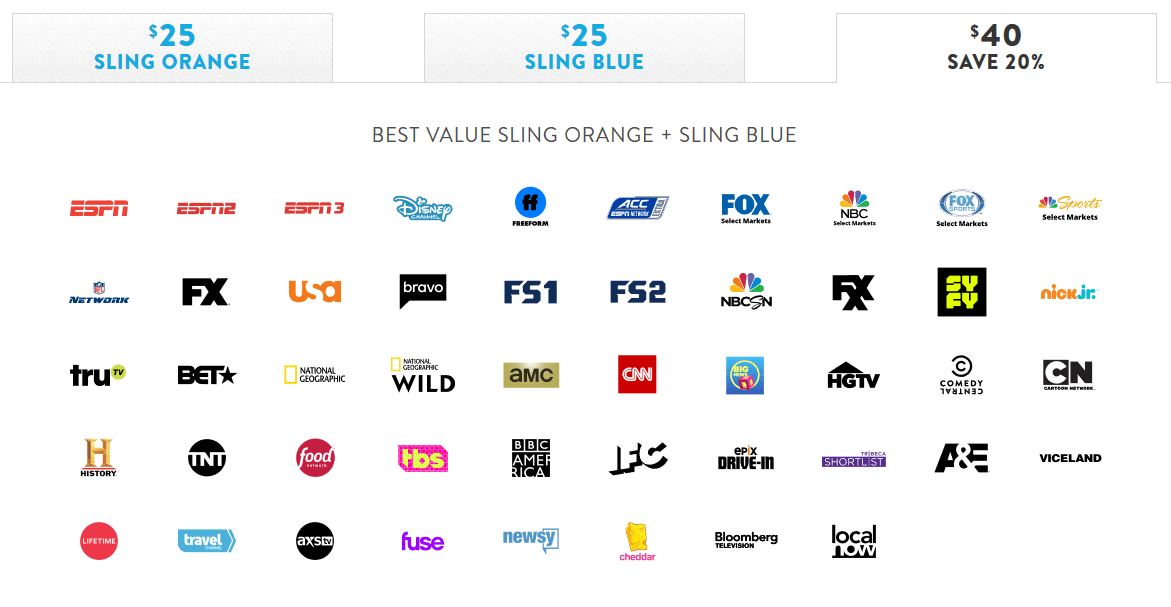 $25
SLING ORANGE
$25
SLING BLUE
$40
SAVE 20%
BEST VALUE SLING ORANGE + SLING BLUE
ESPN
ESPN2
ESPN3
Disney
CHANNEL
ff
FREEFORM
ACC
ESPN NETWORK
EXTRA
FOX
Select Markets
NBC
Select Markets
FOX
SPORTS
Select Markets
Sports
Select Markets
NFL
NETWORK
FX
usa
bravo
FS1
FS2
NBCSN
FXX
SYFY
nick jr.
truTV
BET
NATIONAL
GEOGRAPHIC
NATIONAL
GEOGRAPHIC
WILD
aMC
CNN
BIG
NEWS
HGTV
COMEDY
CENTRAL
CN
CARTOON NETWORK
H
HISTORY
TNT
food
network
tbs
BBC
AMERICA
IFC
epix
DRIVE-IN
TRIBECA
SHORTLIST
A&E
VICELAND
LIFETIME
travel
CHANNEL
axs tv
fuse
newsy
cheddar
Bloomberg
TELEVISION
local
now